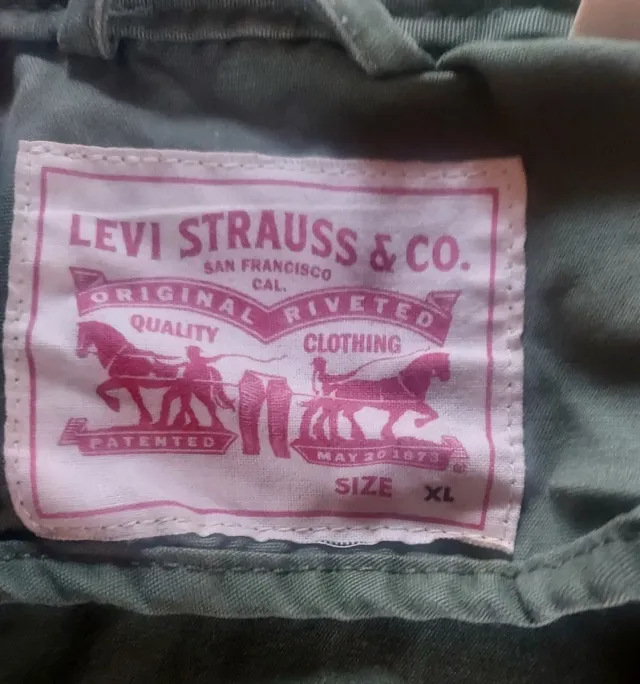 LEVI STRAUSS & CO.
SAN FRANCISCO
CAL.
ORIGINAL RIVETED
QUALITY CLOTHING
PATENTED MAY 20 1873
SIZE XL